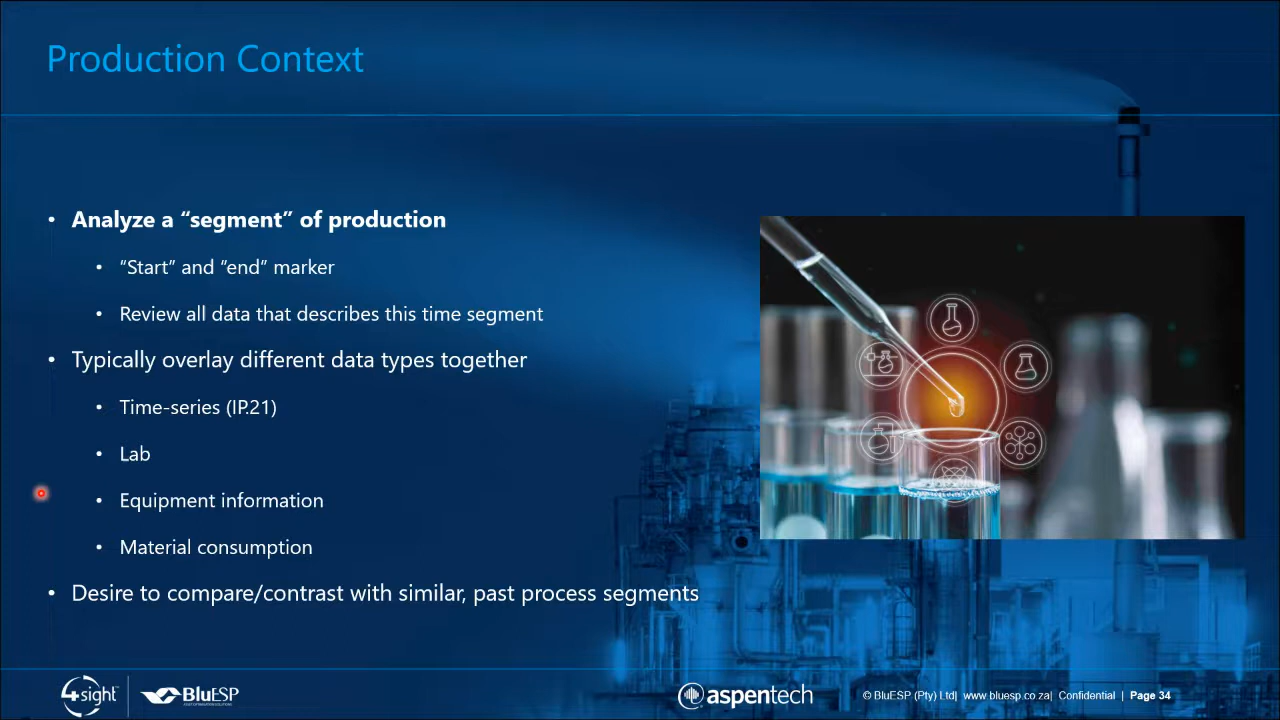 Production Context
• Analyze a “segment” of production
• “Start” and “end” marker
• Review all data that describes this time segment
• Typically overlay different data types together
• Time-series (IP.21)
• Lab
• Equipment information
• Material consumption
• Desire to compare/contrast with similar, past process segments
4sight
BluESP
aspentech
© BluESP (Pty) Ltd| www.bluesp.co.za| Confidential | Page 34